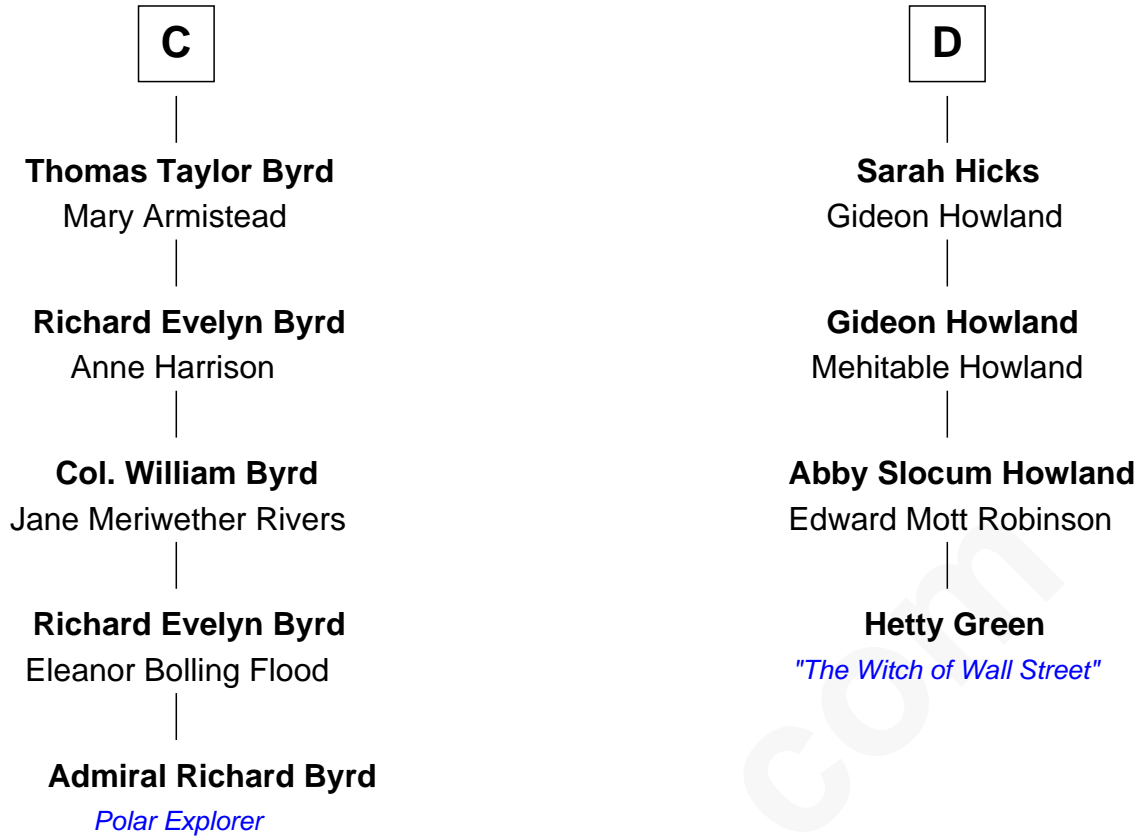 C
Thomas Taylor Byrd
Mary Armistead
Richard Evelyn Byrd
Anne Harrison
Col. William Byrd
Jane Meriwether Rivers
Richard Evelyn Byrd
Eleanor Bolling Flood
Admiral Richard Byrd
Polar Explorer
D
Sarah Hicks
Gideon Howland
Gideon Howland
Mehitable Howland
Abby Slocum Howland
Edward Mott Robinson
Hetty Green
"The Witch of Wall Street"
com